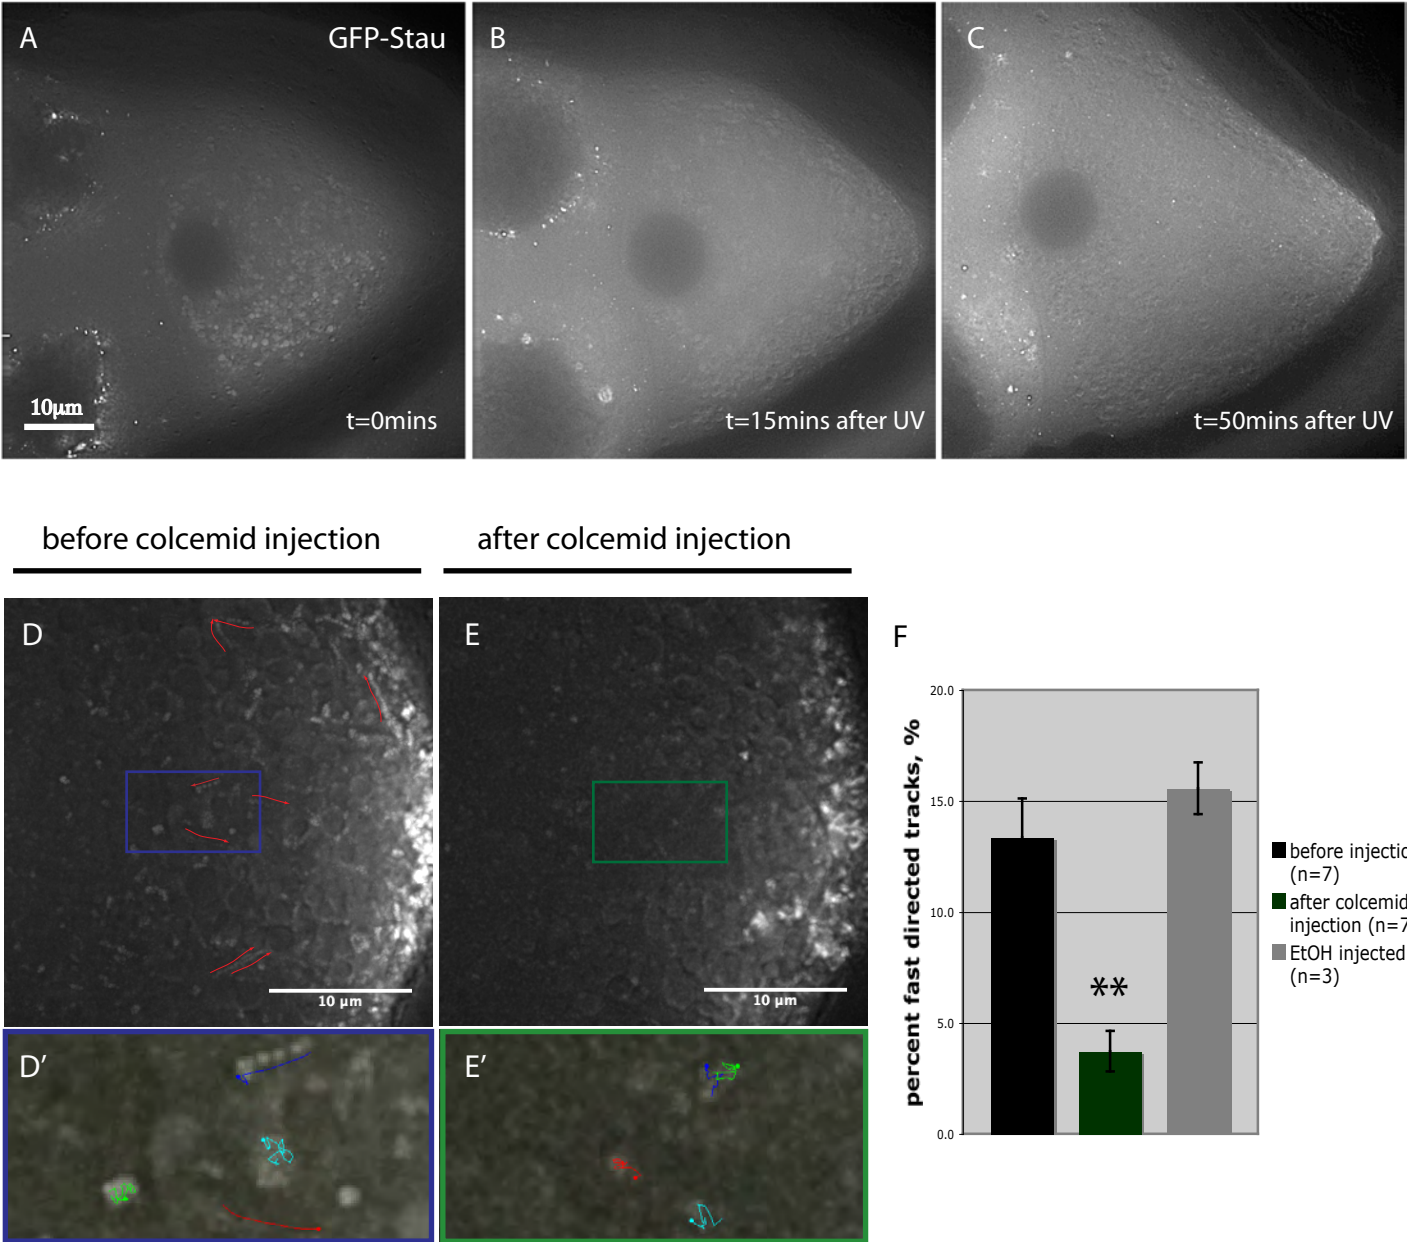 A
GFP-Stau
B
C
10µm
t=0mins
t=15mins after UV
t=50mins after UV
before colcemid injection
after colcemid injection
D
E
F
10 µm
10 µm
D’
E’
percent fast directed tracks, %
20.0
15.0
10.0
5.0
0.0
**
before injectio
(n=7)
after colcemid
injection (n=7
EtOH injected
(n=3)